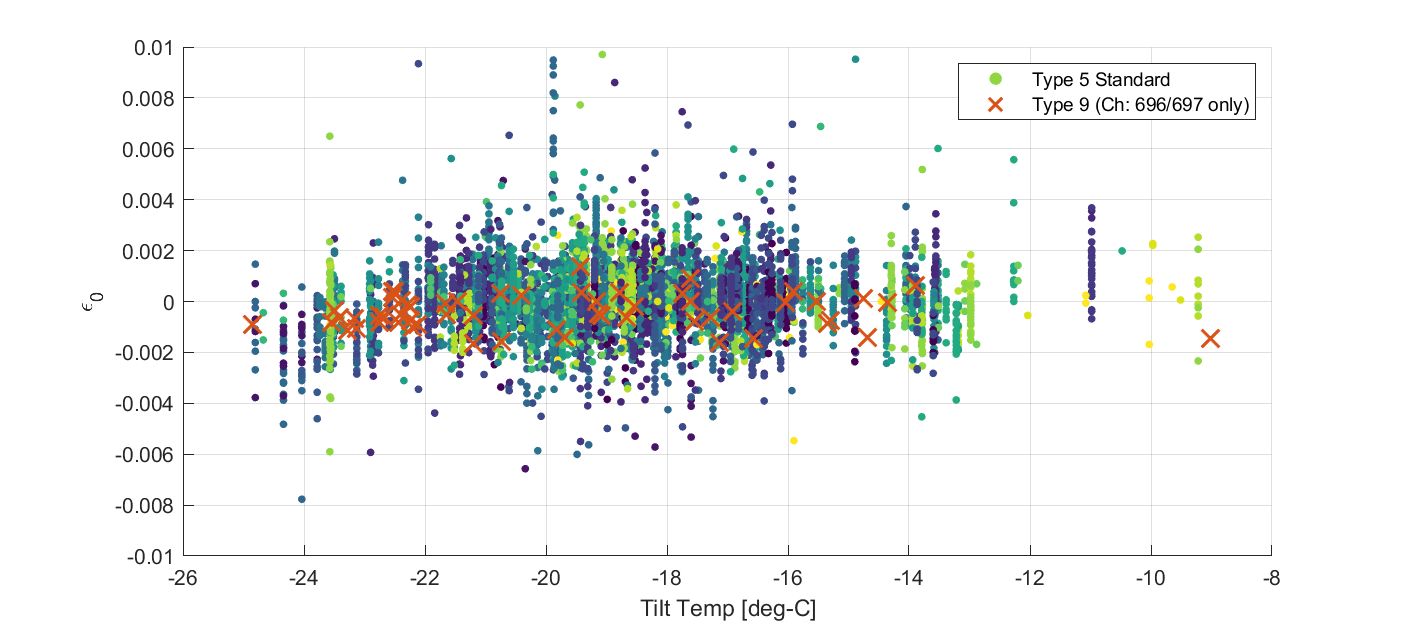 0.01
0.008
0.006
0.004
0.002
0
-0.002
-0.004
-0.006
-0.008
-0.01
ϵ0
-26 -24 -22 -20 -18 -16 -14 -12 -10 -8
Tilt Temp [deg-C]
Type 5 Standard
Type 9 (Ch: 696/697 only)